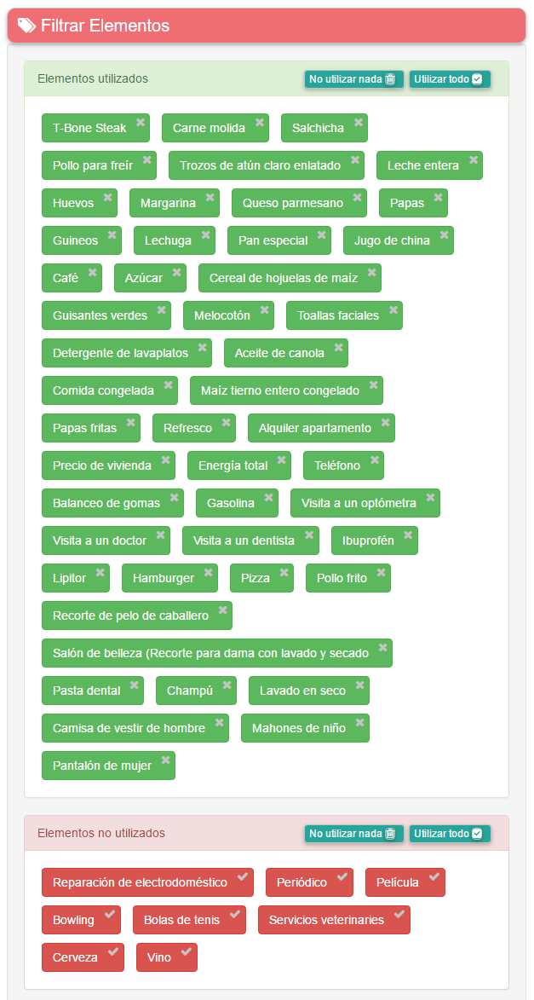 Filtrar Elementos
Elementos utilizados No utilizar nada Utilizar todo
T-Bone Steak Carne molida Salchicha
Pollo para freír Trozos de atún claro enlatado Leche entera
Huevos Margarina Queso parmesano Papas
Guineos Lechuga Pan especial Jugo de china
Café Azúcar Cereal de hojuelas de maíz
Guisantes verdes Melocotón Toallas faciales
Detergente de lavaplatos Aceite de canola
Comida congelada Maíz tierno entero congelado
Papas fritas Refresco Alquiler apartamento
Precio de vivienda Energía total Teléfono
Balanceo de gomas Gasolina Visita a un optómetra
Visita a un doctor Visita a un dentista Ibuprofén
Lipitor Hamburger Pizza Pollo frito
Recorte de pelo de caballero
Salón de belleza (Recorte para dama con lavado y secado
Pasta dental Champú Lavado en seco
Camisa de vestir de hombre Mahones de niño
Pantalón de mujer
Elementos no utilizados No utilizar nada Utilizar todo
Reparación de electrodoméstico Periódico Película
Bowling Bolas de tenis Servicios veterinaries
Cerveza Vino